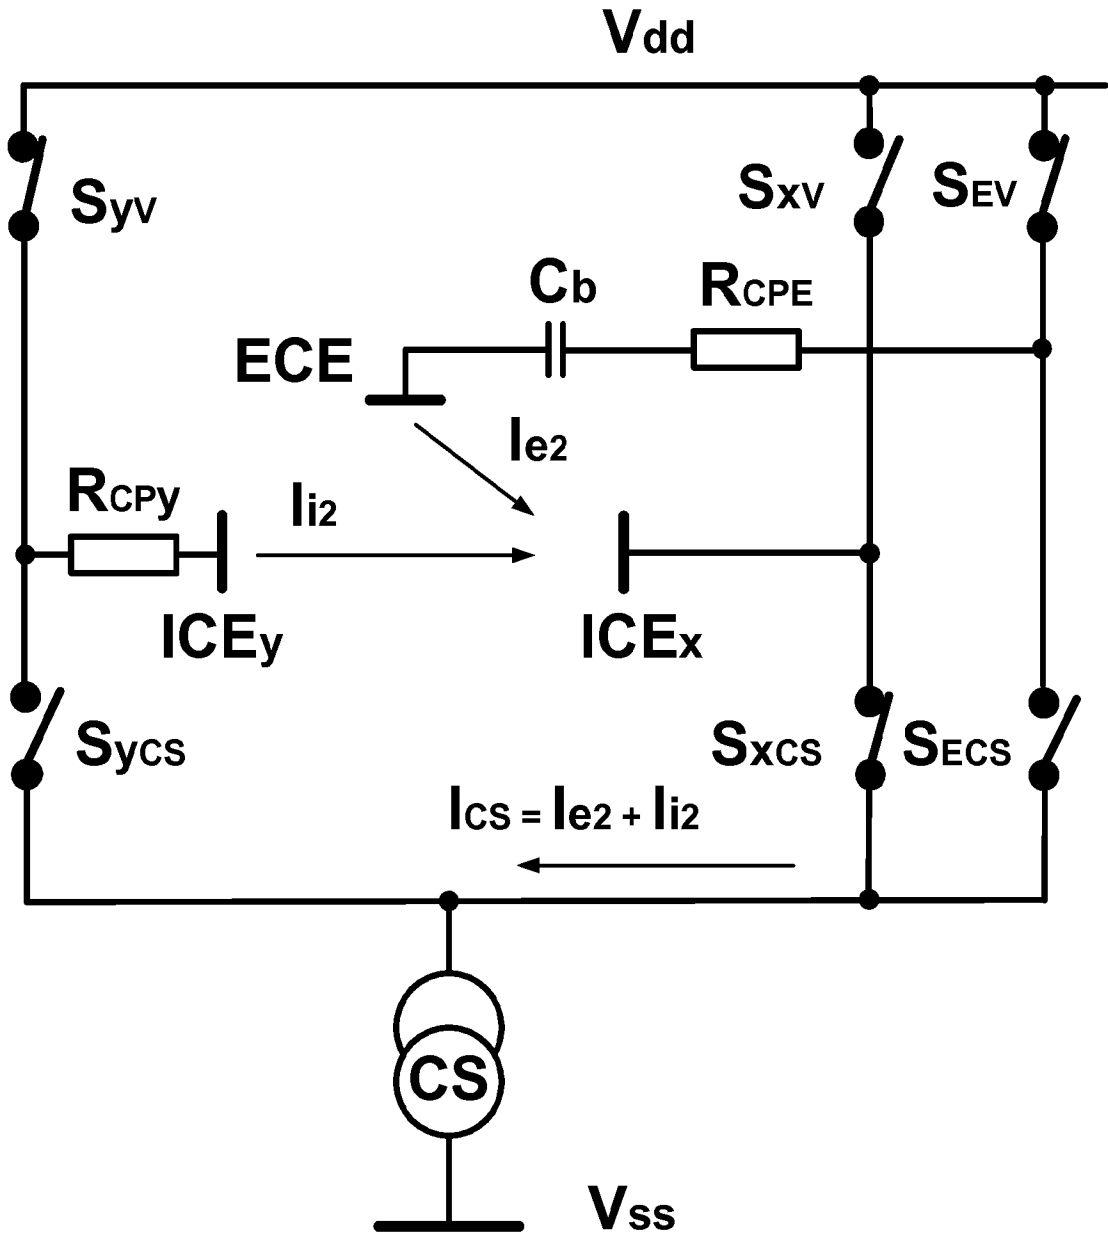 Vdd
SyV
SxV
SEV
Cb
RCPE
ECE
Ie2
RCPy
Ii2
ICEy
ICEx
SyCS
SxCS
SECS
ICS = Ie2 + Ii2
CS
Vss